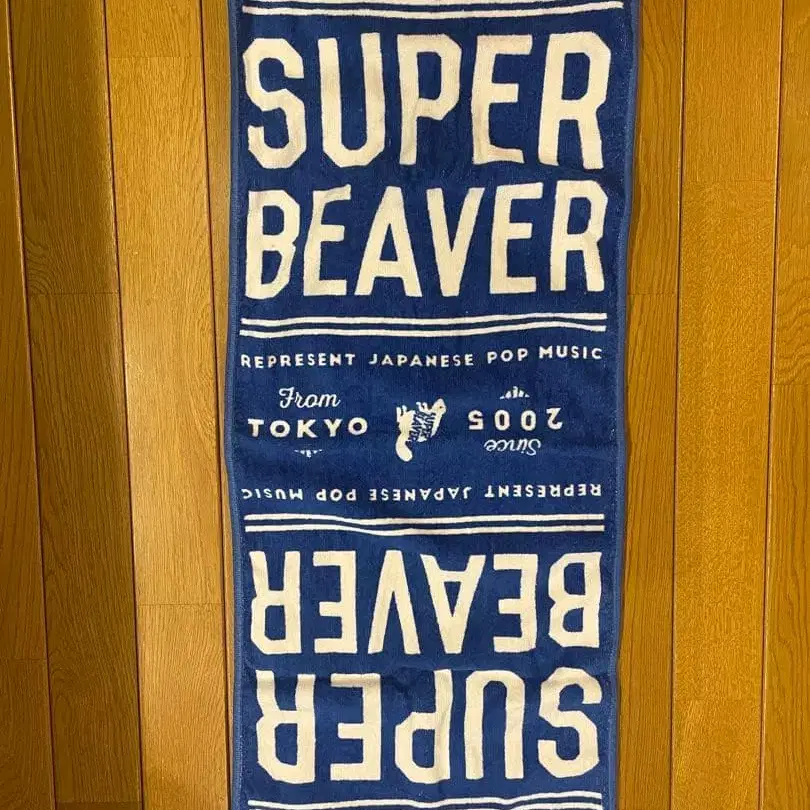 SUPER
BEAVER
REPRESENT JAPANESE POP MUSIC
From
TOKYO
Since
2005
REPRESENT JAPANESE POP MUSIC
BEAVER
SUPER